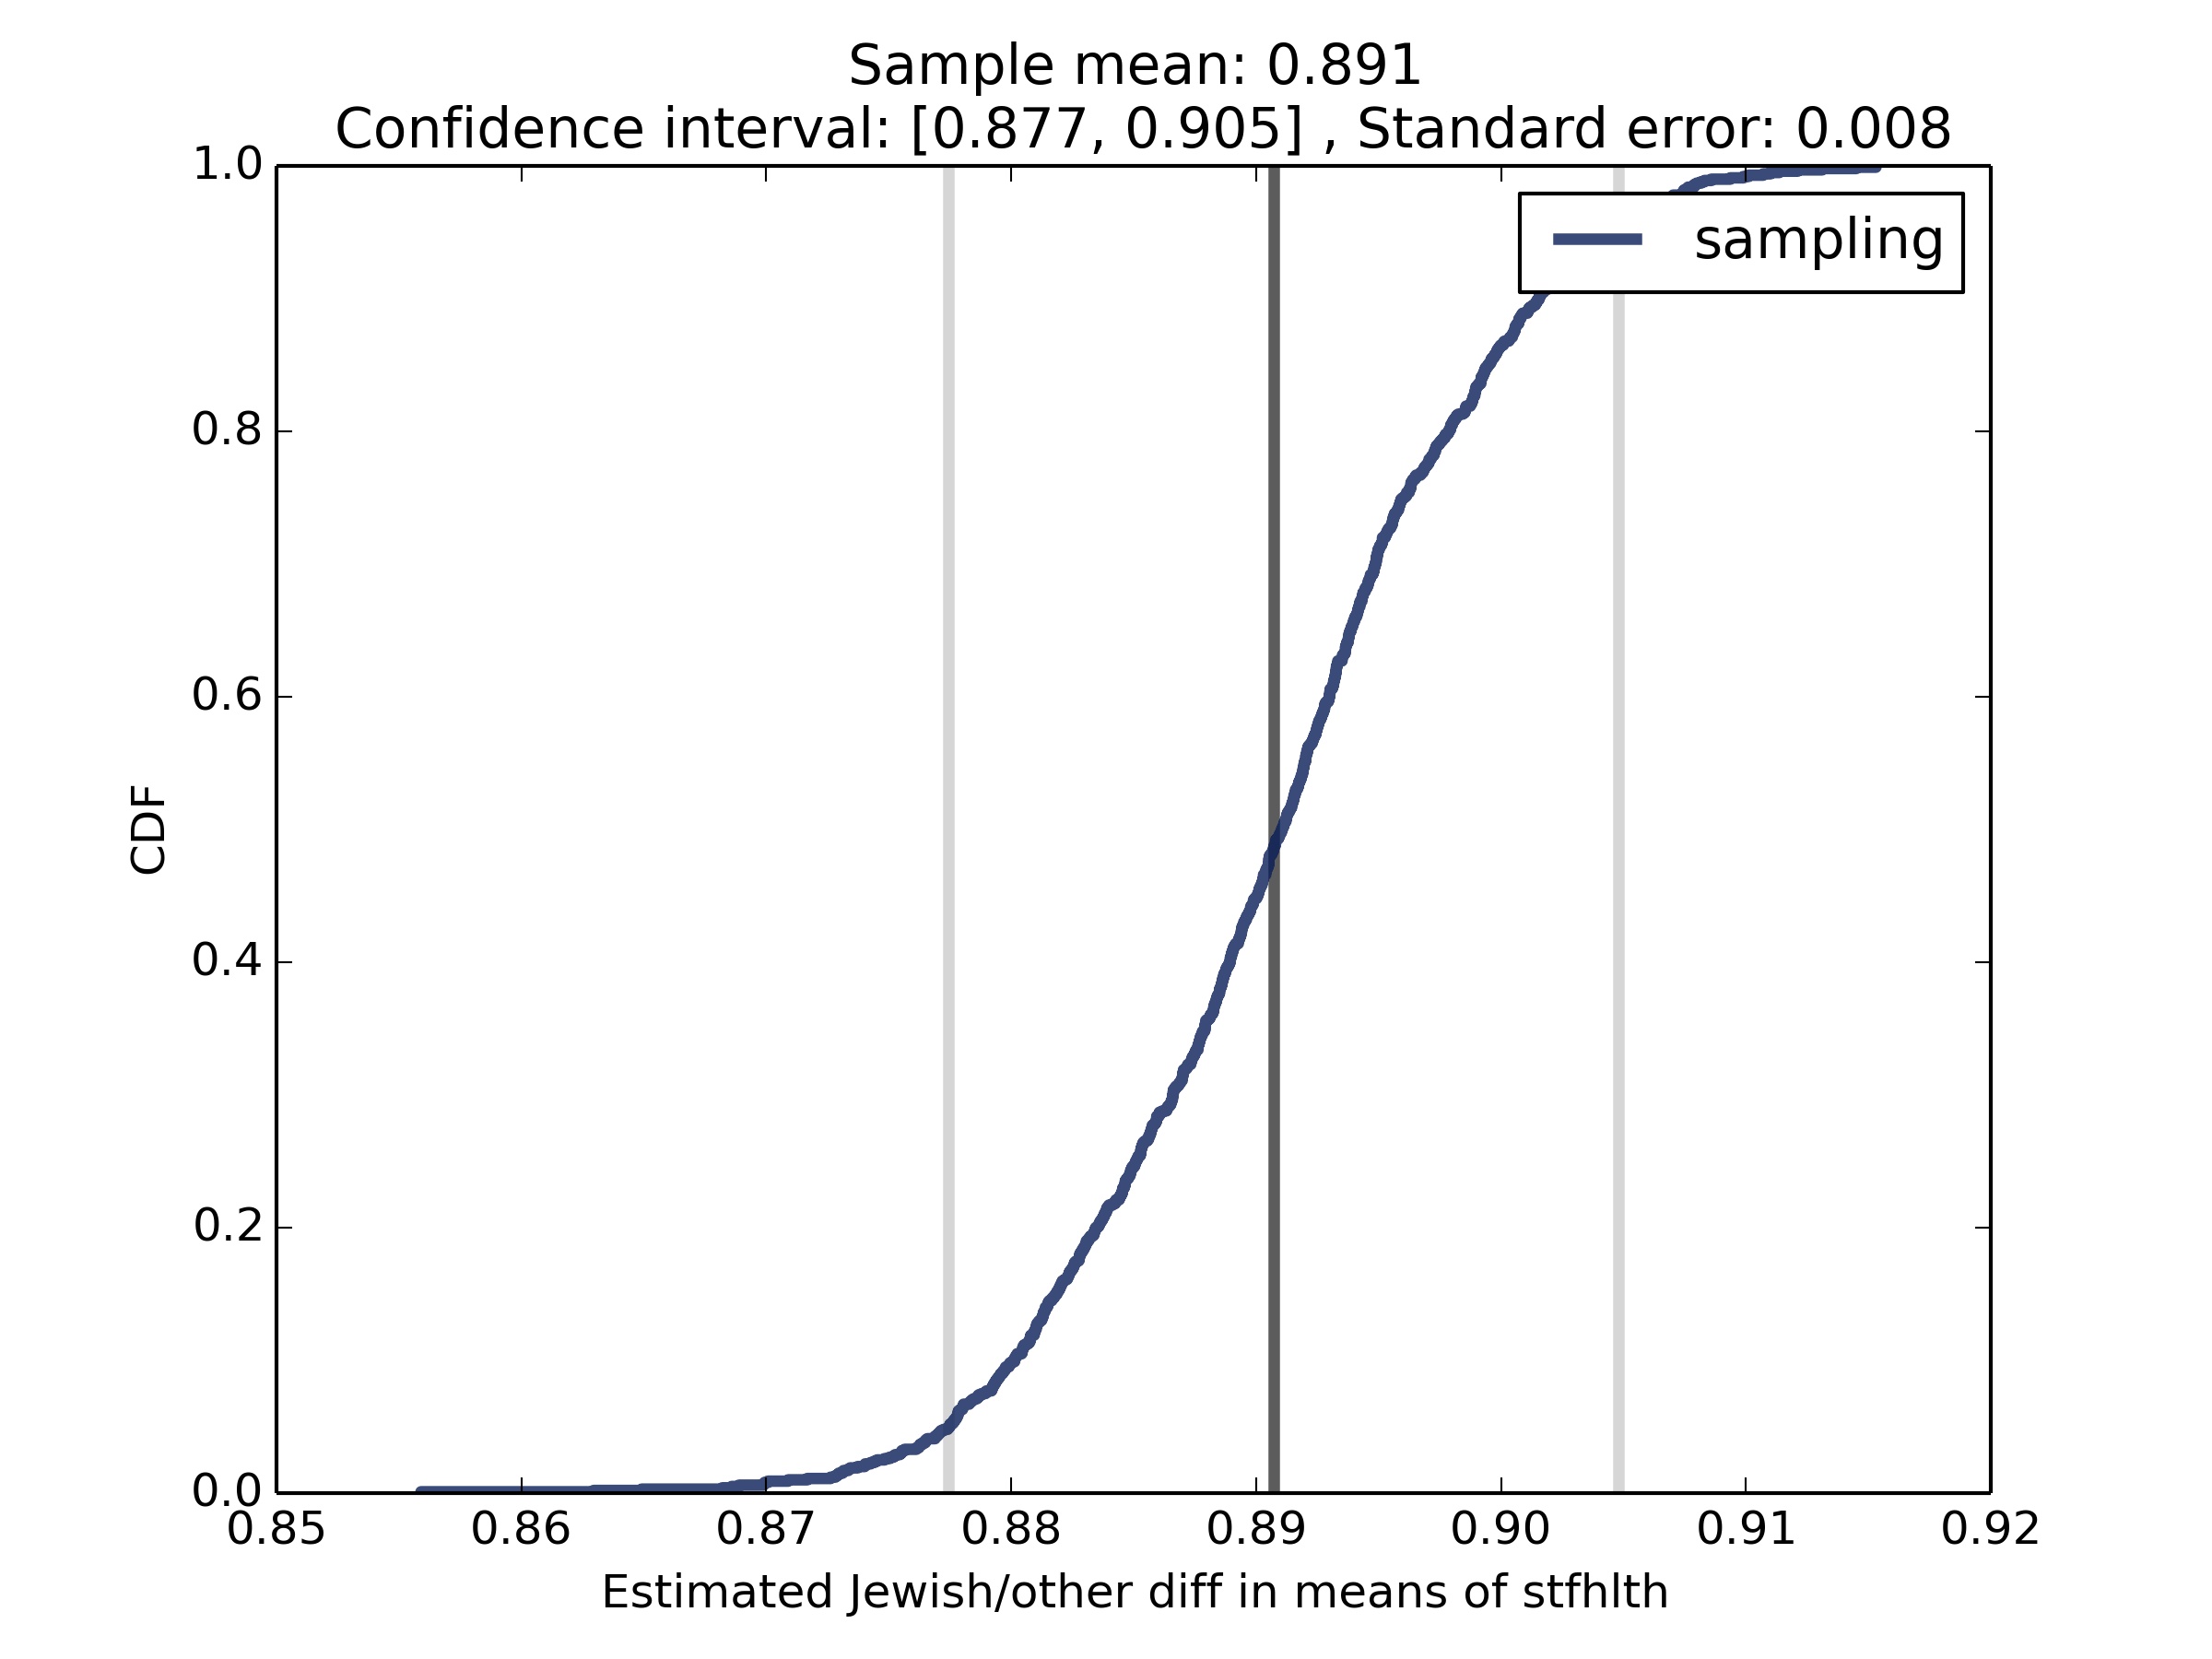 Sample mean: 0.891
Confidence interval: [0.877, 0.905] , Standard error: 0.008
1.0
0.8
0.6
0.4
0.2
0.0
CDF
sampling
0.85 0.86 0.87 0.88 0.89 0.90 0.91 0.92
Estimated Jewish/other diff in means of stfhlth